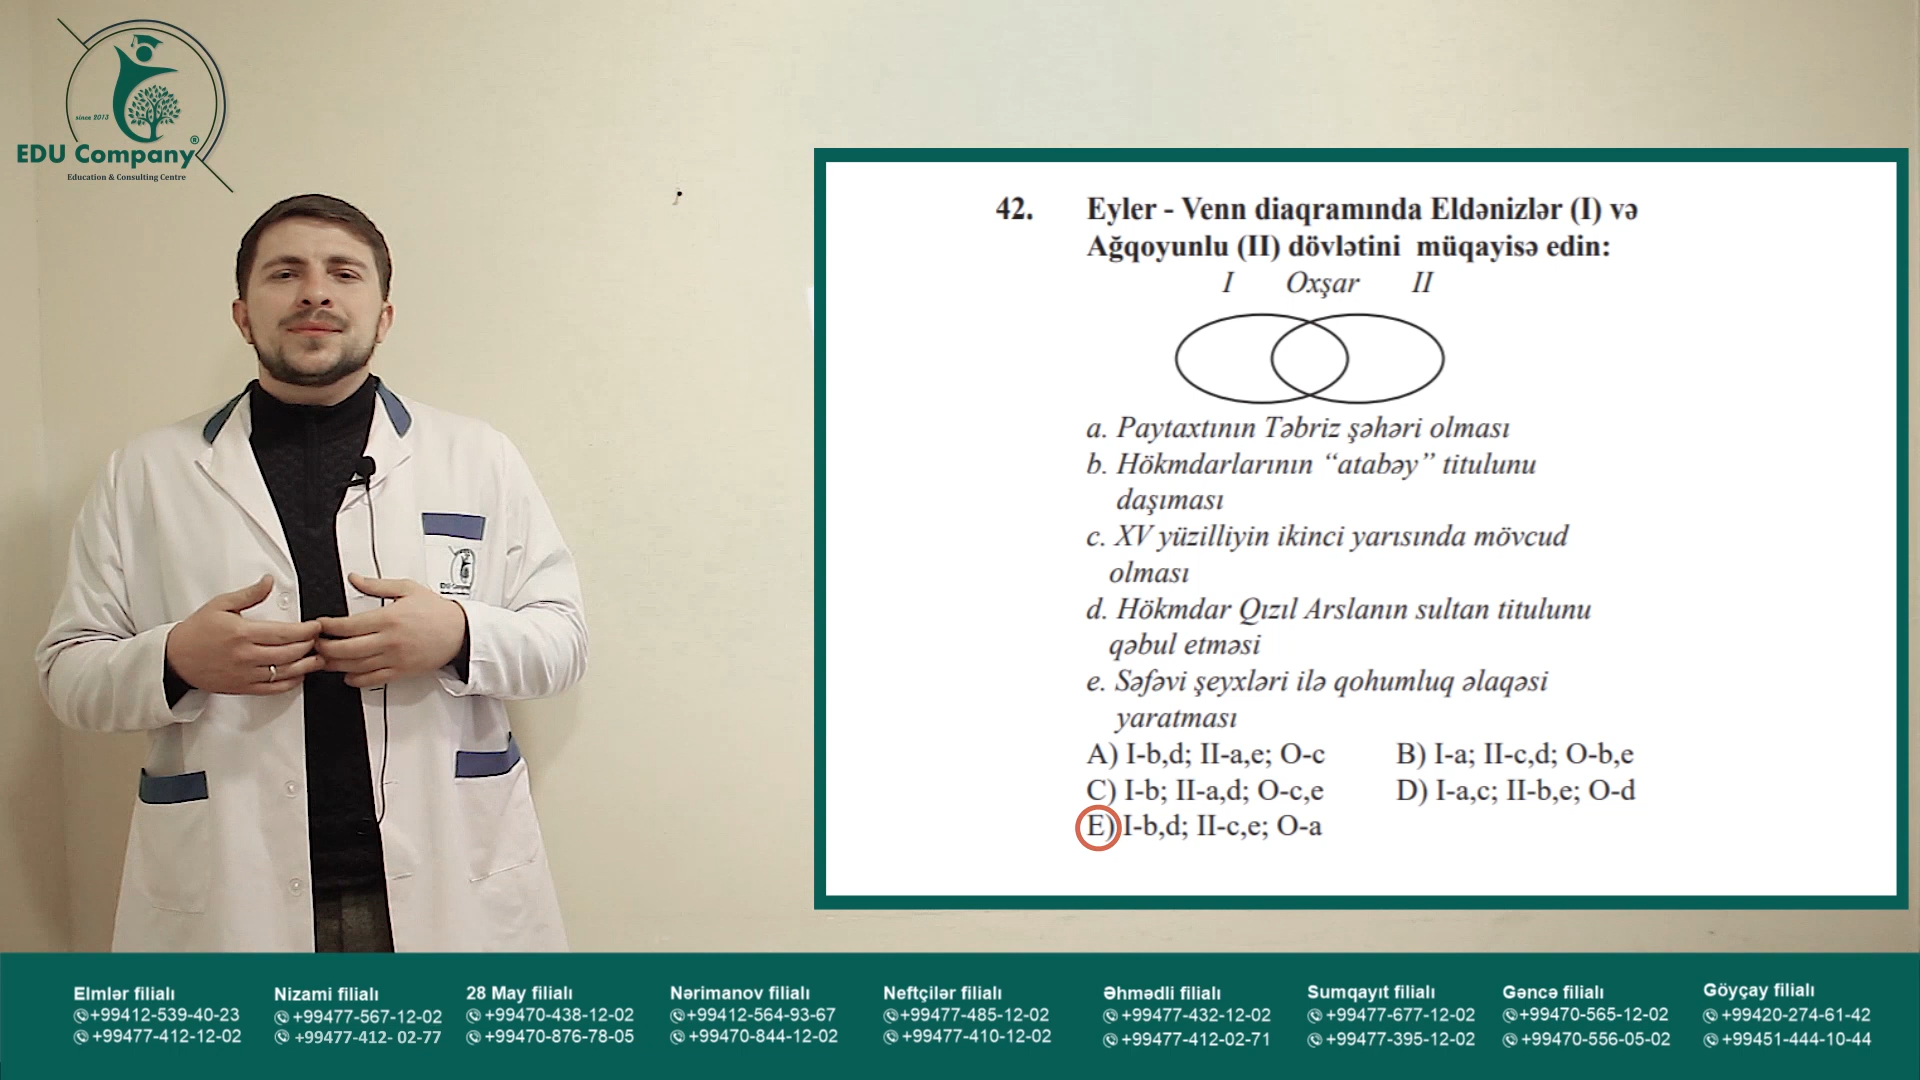 since 2013
EDU Company®
Education & Consulting Centre
EDU Company
42. Eyler - Venn diaqramında Eldənizlər (I) və
Ağqoyunlu (II) dövlətini müqayisə edin:
I Oxşar II
a. Paytaxtının Təbriz şəhəri olması
b. Hökmdarlarının “atabəy” titulunu
daşıması
c. XV yüzilliyin ikinci yarısında mövcud
olması
d. Hökmdar Qızıl Arslanın sultan titulunu
qəbul etməsi
e. Səfəvi şeyxləri ilə qohumluq əlaqəsi
yaratması
A) I-b,d; II-a,e; O-c B) I-a; II-c,d; O-b,e
C) I-b; II-a,d; O-c,e D) I-a,c; II-b,e; O-d
E) I-b,d; II-c,e; O-a
Elmlər filialı
+99412-539-40-23
+99477-412-12-02
Nizami filialı
+99477-567-12-02
+99477-412- 02-77
28 May filialı
+99470-438-12-02
+99470-876-78-05
Nərimanov filialı
+99412-564-93-67
+99470-844-12-02
Neftçilər filialı
+99477-485-12-02
+99477-410-12-02
Əhmədli filialı
+99477-432-12-02
+99477-412-02-71
Sumqayıt filialı
+99477-677-12-02
+99477-395-12-02
Gəncə filialı
+99470-565-12-02
+99470-556-05-02
Göyçay filialı
+99420-274-61-42
+99451-444-10-44